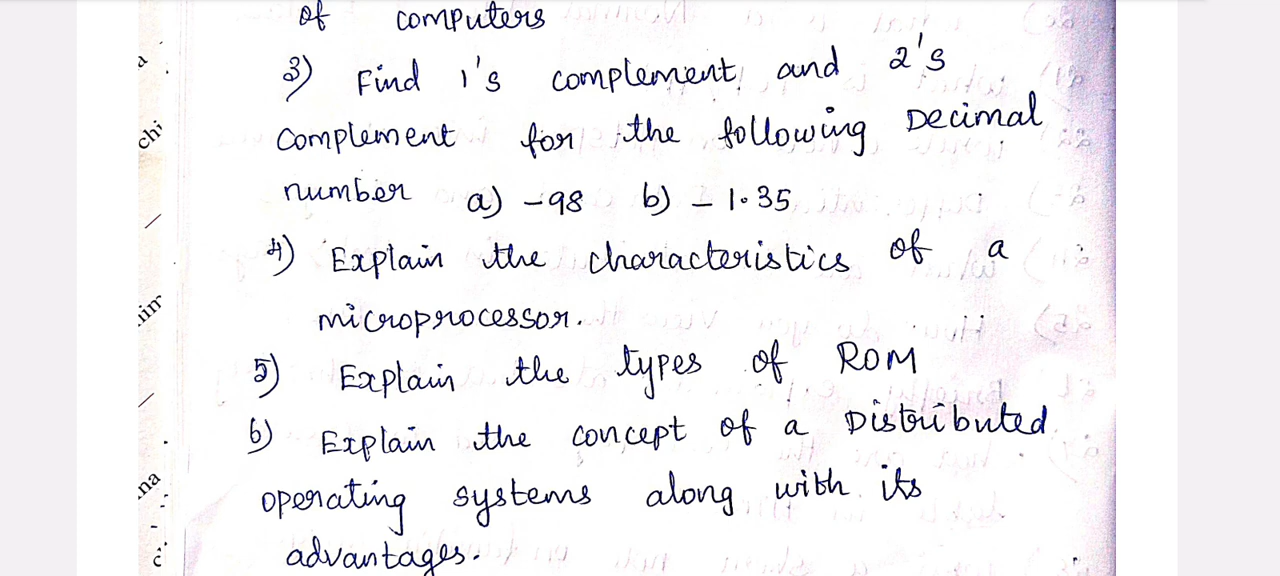 of computers
3) Find 1's complement, and 2's
complement for the following Decimal
number a) -98 b) - 1.35
4) Explain the characteristics of a
microprocessor.
5) Explain the types of ROM
6) Explain the concept of a Distributed
operating systems along with its
advantages.
chi